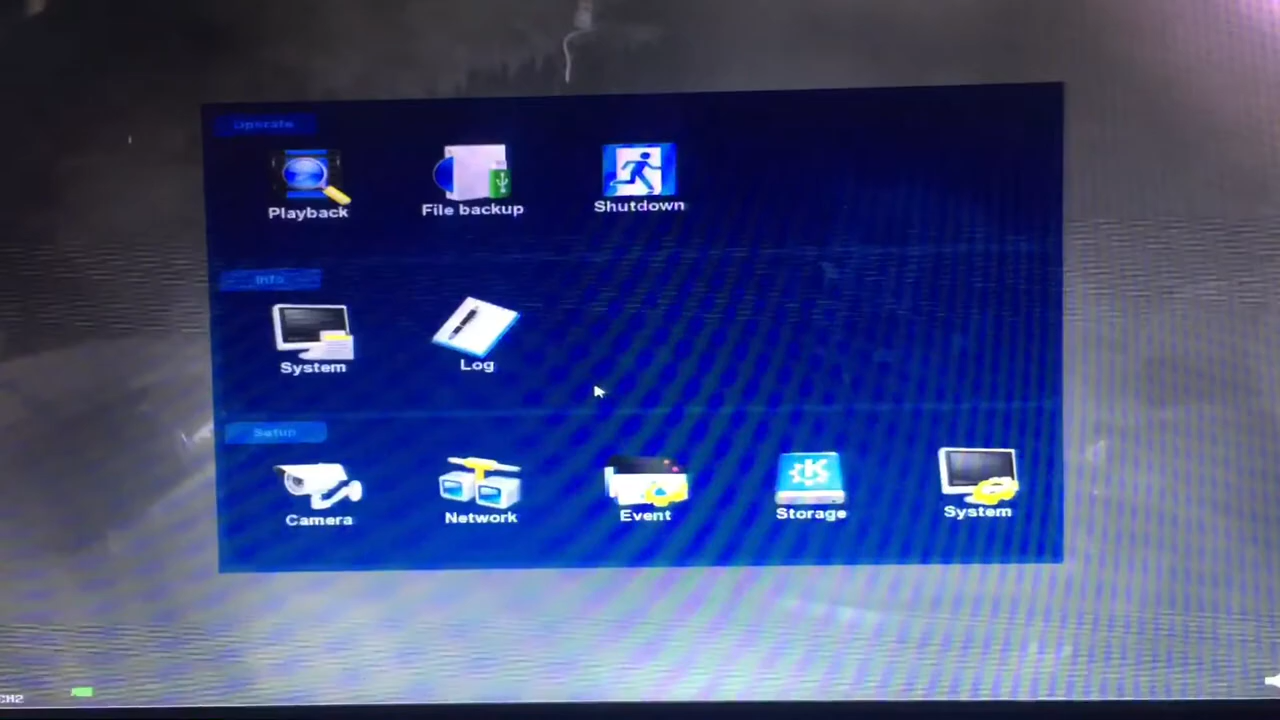 Operate
Playback
File backup
Shutdown
Info
System
Log
Setup
Camera
Network
Event
Storage
System
CH2